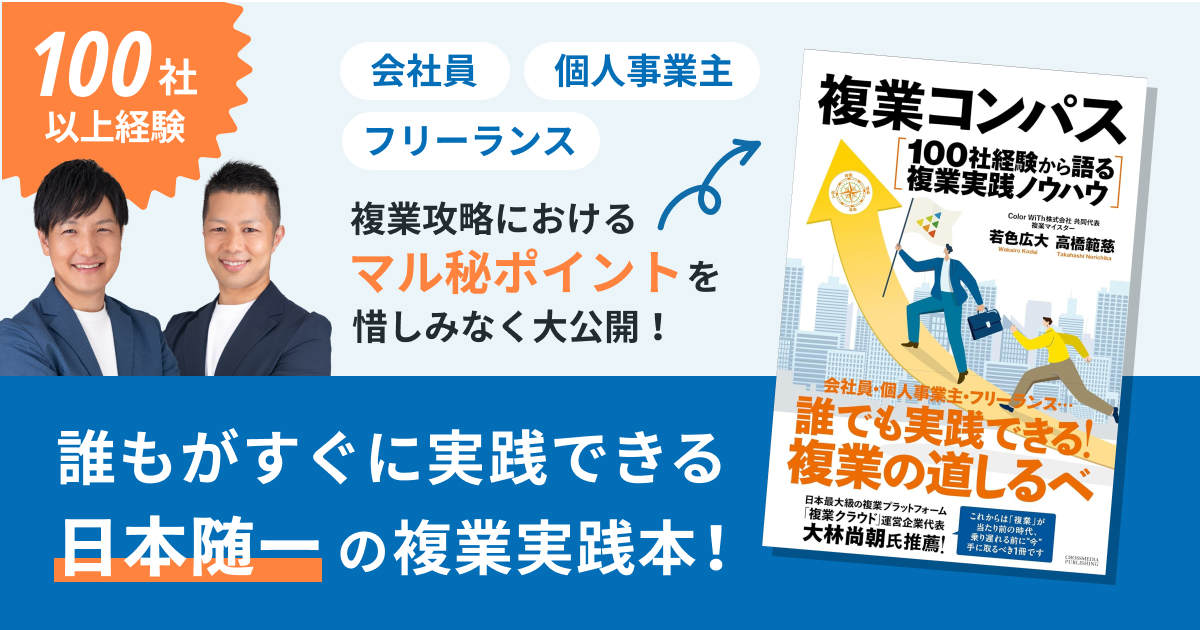 100社
以上経験
会社員
個人事業主
フリーランス
複業攻略における
マル秘ポイントを
惜しみなく大公開！
誰もがすぐに実践できる
日本随一の複業実践本！
複業コンパス
100社経験から語る
複業実践ノウハウ
Color WiTh株式会社 共同代表
複業マイスター
若色広大 高橋範慈
Wakairo Kodai Takahashi Norichika
会社員・個人事業主・フリーランス…
誰でも実践できる！
複業の道しるべ
日本最大級の複業プラットフォーム
「複業クラウド」運営企業代表
大林尚朝氏推薦！
これからは「複業」が
当たり前の時代、
乗り遅れる前に“今”
手に取るべき1冊です
CROSSMEDIA
PUBLISHING